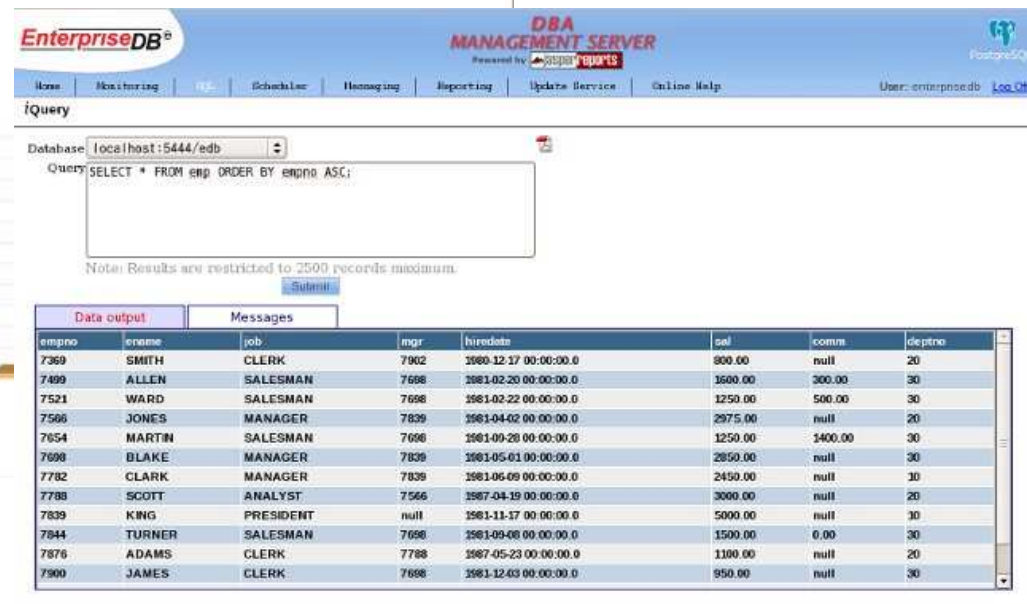 EnterpriseDB®
DBA
MANAGEMENT SERVER
Powered by jasperreports
PostgreSQL
Home | Monitoring | SQL | Scheduler | Messaging | Reporting | Update Service | Online Help
User: enterprisedb Log Off
iQuery
Database localhost:5444/edb
Query SELECT * FROM emp ORDER BY empno ASC;
Note: Results are restricted to 2500 records maximum.
Submit
Data output Messages
empno ename job mgr hiredate sal comm deptno
7369 SMITH CLERK 7902 1980-12-17 00:00:00.0 800.00 null 20
7499 ALLEN SALESMAN 7698 1981-02-20 00:00:00.0 1600.00 300.00 30
7521 WARD SALESMAN 7698 1981-02-22 00:00:00.0 1250.00 500.00 30
7566 JONES MANAGER 7839 1981-04-02 00:00:00.0 2975.00 null 20
7654 MARTIN SALESMAN 7698 1981-09-28 00:00:00.0 1250.00 1400.00 30
7698 BLAKE MANAGER 7839 1981-05-01 00:00:00.0 2850.00 null 30
7782 CLARK MANAGER 7839 1981-06-09 00:00:00.0 2450.00 null 10
7788 SCOTT ANALYST 7566 1987-04-19 00:00:00.0 3000.00 null 20
7839 KING PRESIDENT null 1981-11-17 00:00:00.0 5000.00 null 10
7844 TURNER SALESMAN 7698 1981-09-08 00:00:00.0 1500.00 0.00 30
7876 ADAMS CLERK 7788 1987-05-23 00:00:00.0 1100.00 null 20
7900 JAMES CLERK 7698 1981-12-03 00:00:00.0 950.00 null 30